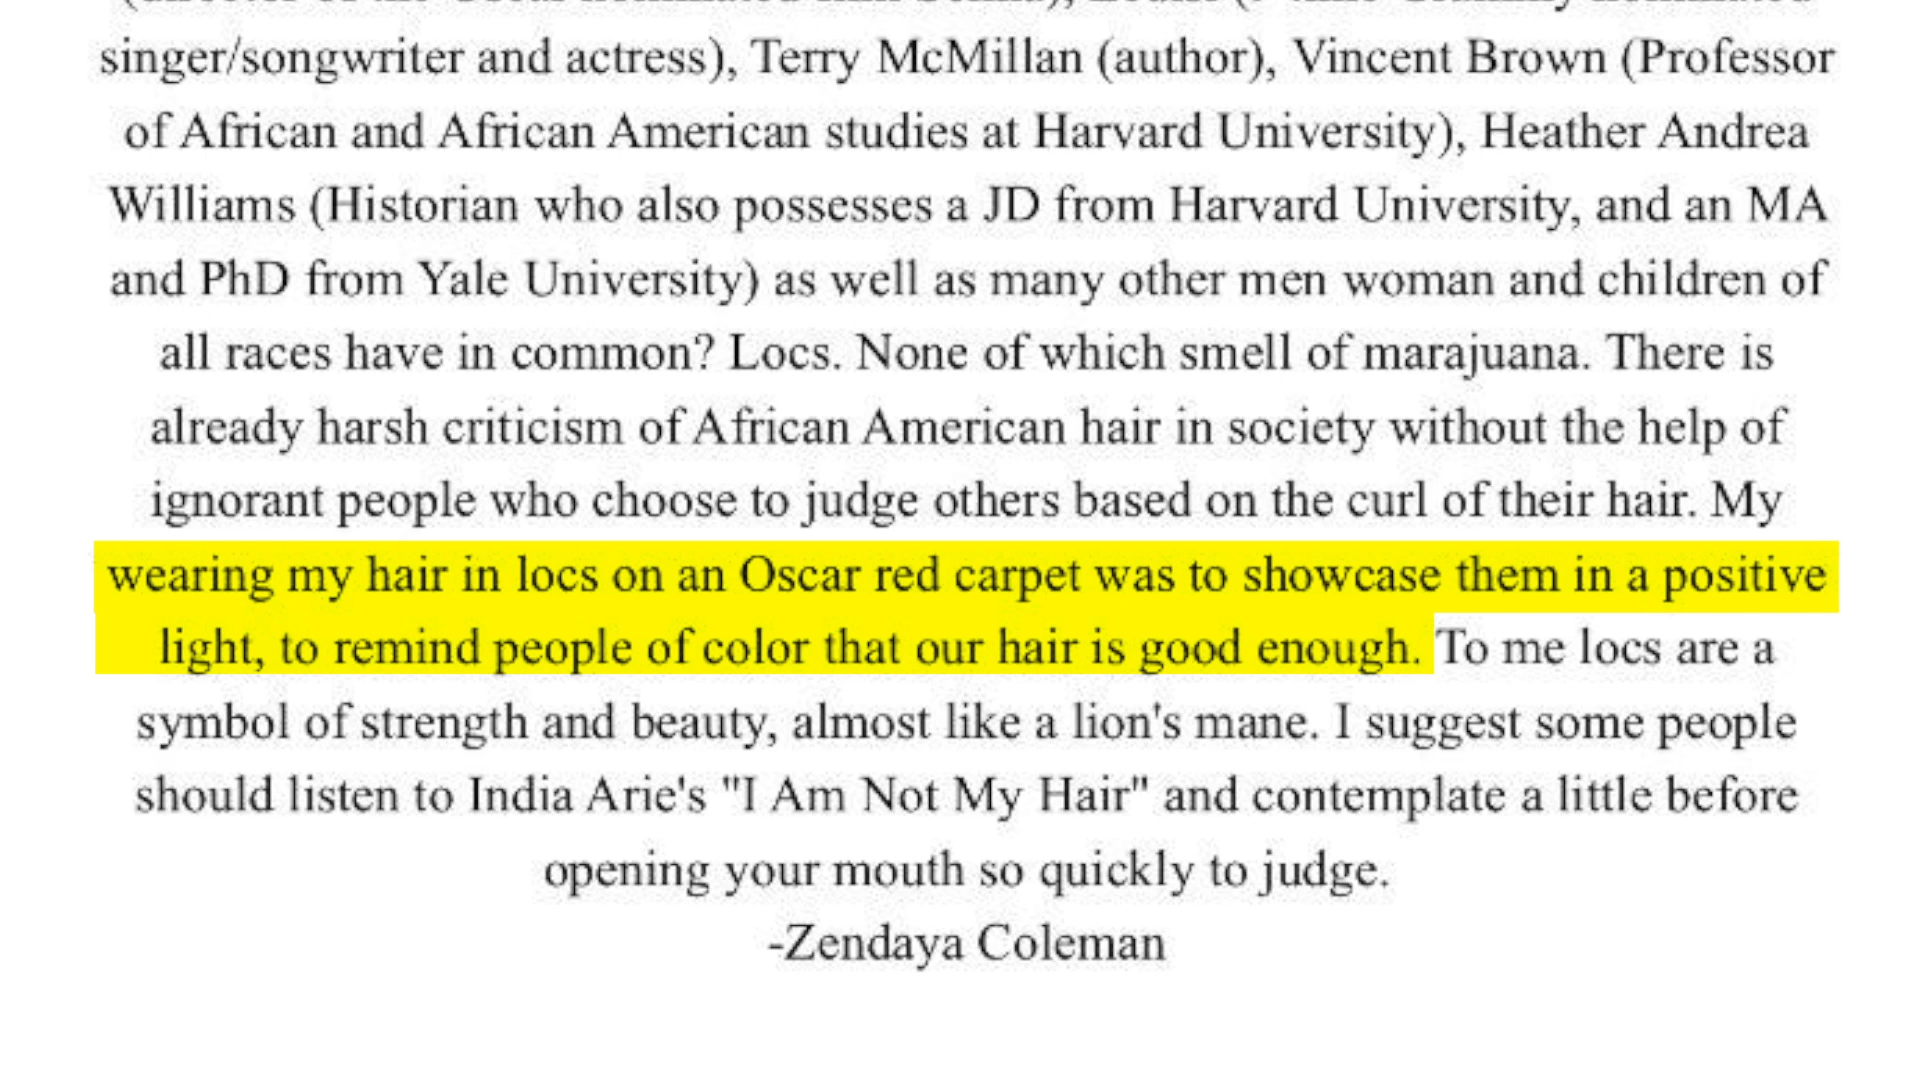 singer/songwriter and actress), Terry McMillan (author), Vincent Brown (Professor
of African and African American studies at Harvard University), Heather Andrea
Williams (Historian who also possesses a JD from Harvard University, and an MA
and PhD from Yale University) as well as many other men woman and children of
all races have in common? Locs. None of which smell of marajuana. There is
already harsh criticism of African American hair in society without the help of
ignorant people who choose to judge others based on the curl of their hair. My
wearing my hair in locs on an Oscar red carpet was to showcase them in a positive
light, to remind people of color that our hair is good enough. To me locs are a
symbol of strength and beauty, almost like a lion's mane. I suggest some people
should listen to India Arie's "I Am Not My Hair" and contemplate a little before
opening your mouth so quickly to judge.
-Zendaya Coleman